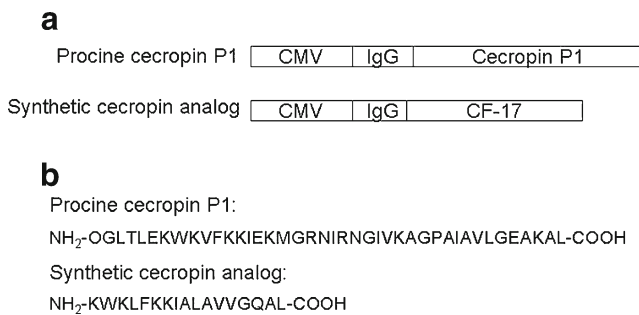 a
Procine cecropin P1 CMV IgG Cecropin P1
Synthetic cecropin analog CMV IgG CF-17
b
Procine cecropin P1:
NH2-OGLTLEKWKVFKKIEKMGRNIRNGIVKAGPAIAVLGEAKAL-COOH
Synthetic cecropin analog:
NH2-KWKLFKKIALAVVGQAL-COOH